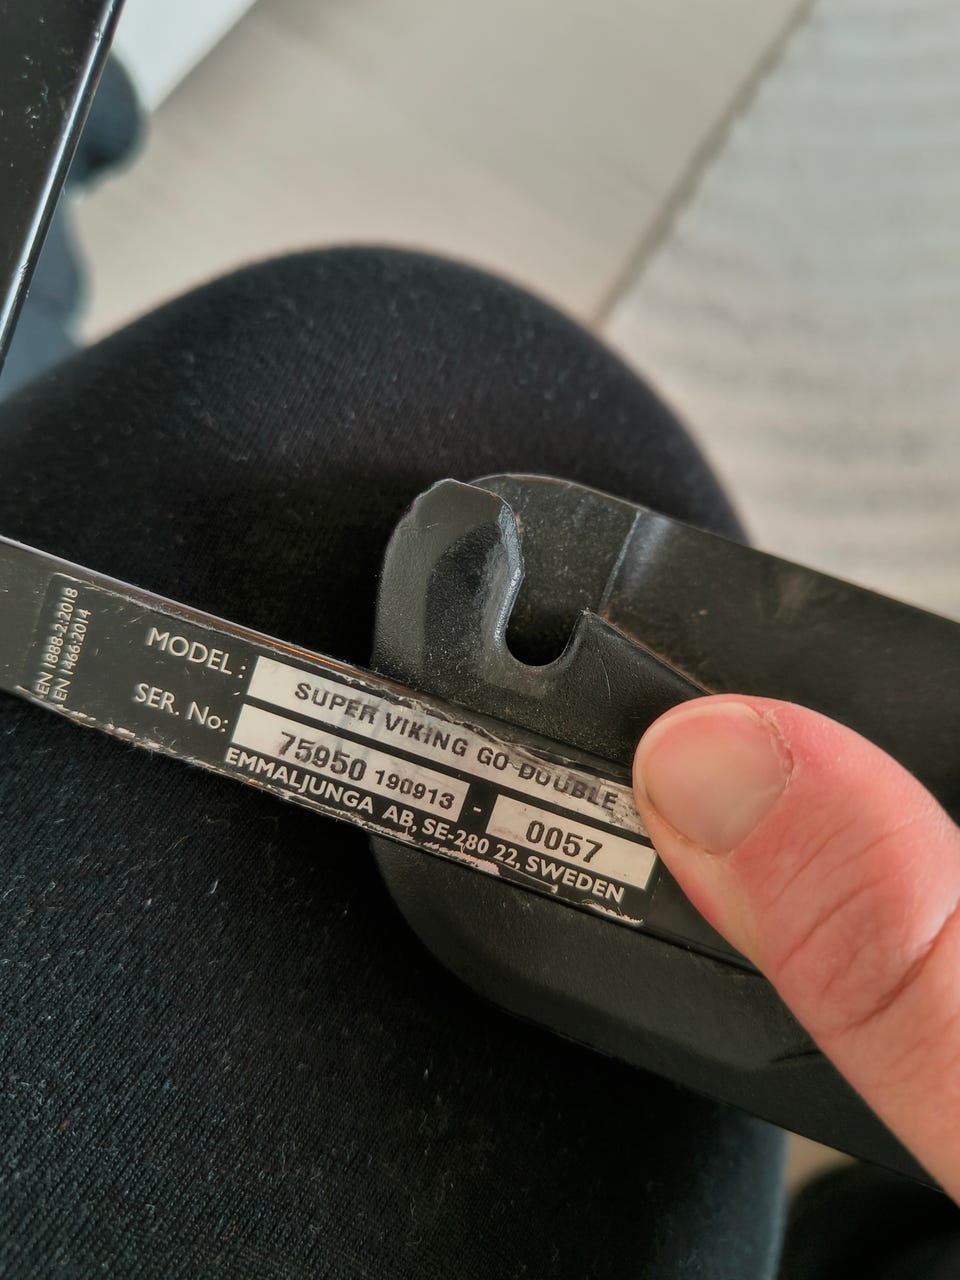 EN 1888-2:2018
EN 1466:2014
MODEL: SUPER VIKING GO-DOUBLE
SER. No: 75950 190913 - 0057
EMMALJUNGA AB, SE-280 22, SWEDEN